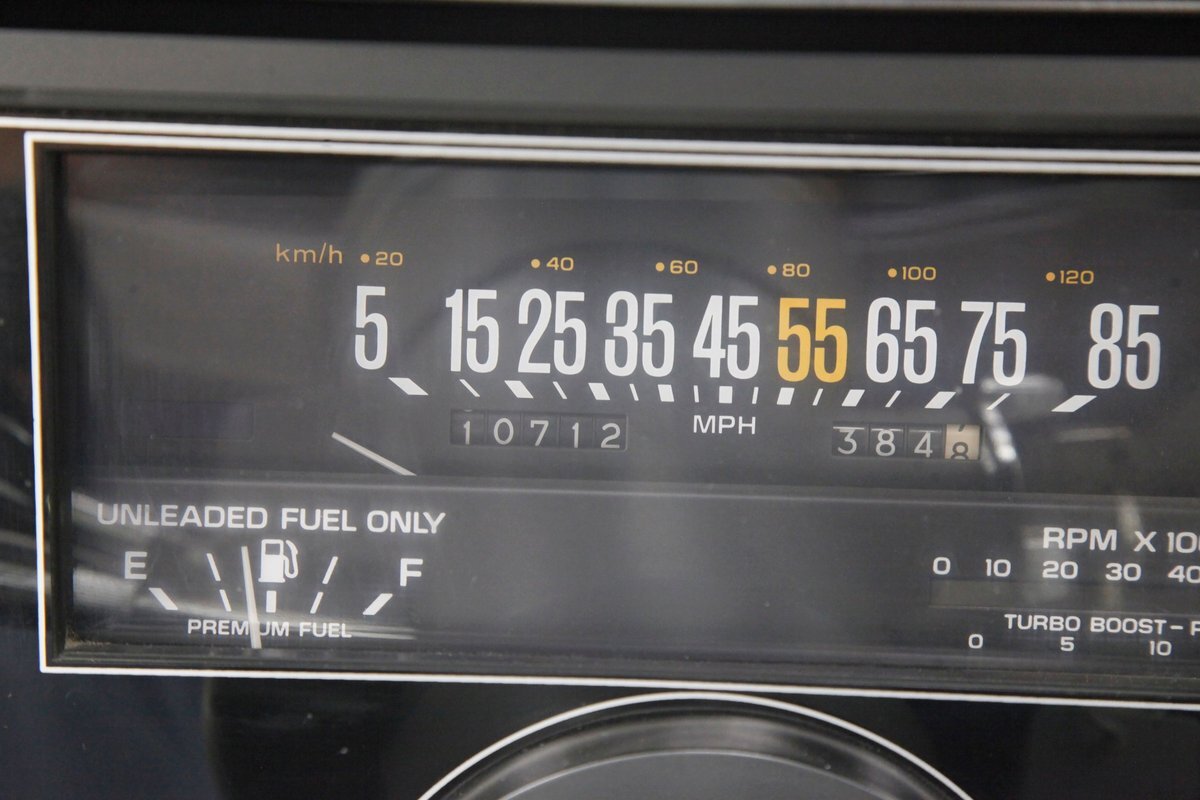 km/h •20 •40 •60 •80 •100 •120
5 15 25 35 45 55 65 75 85
MPH
10712
384
UNLEADED FUEL ONLY
E F
PREMIUM FUEL
RPM X 100
0 10 20 30 40
TURBO BOOST-P
0 5 10